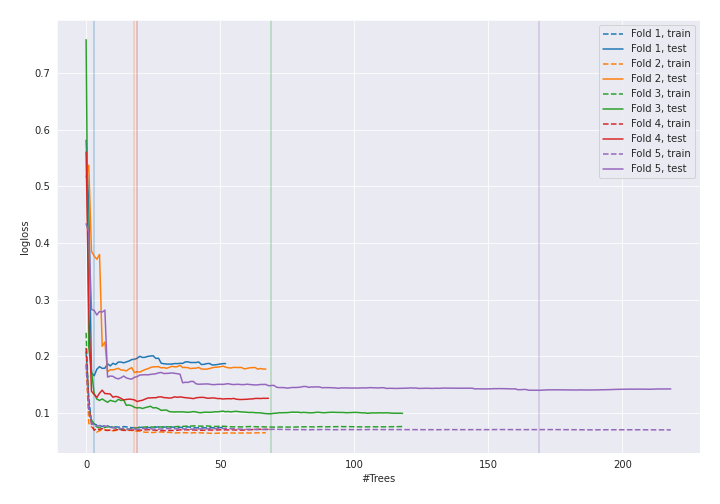 Fold 1, train
Fold 1, test
Fold 2, train
Fold 2, test
Fold 3, train
Fold 3, test
Fold 4, train
Fold 4, test
Fold 5, train
Fold 5, test
logloss
0.7
0.6
0.5
0.4
0.3
0.2
0.1
0 50 100 150 200
#Trees